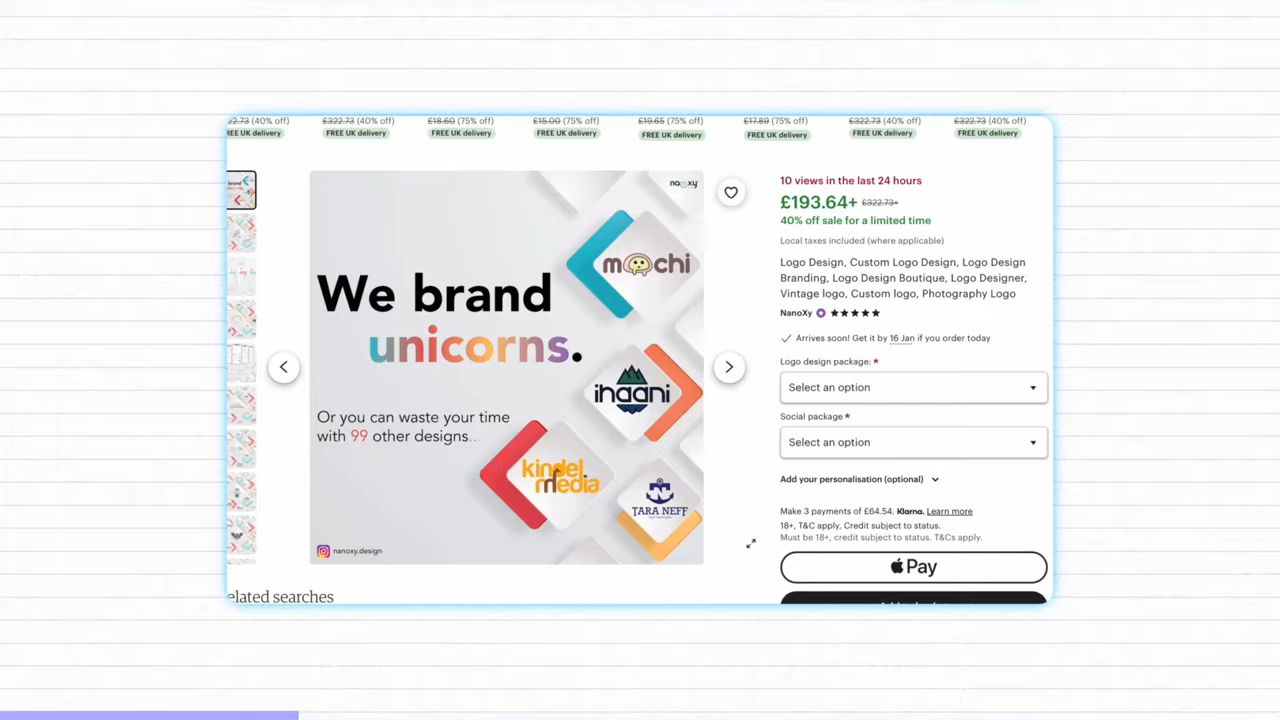 22.73 (40% off)
REE UK delivery
£322.73 (40% off)
FREE UK delivery
£18.60 (75% off)
FREE UK delivery
£15.00 (75% off)
FREE UK delivery
£19.65 (75% off)
FREE UK delivery
£17.89 (75% off)
FREE UK delivery
£322.73 (40% off)
FREE UK delivery
£322.73 (40% off)
FREE UK delivery
nanoxy
We brand
unicorns.
Or you can waste your time
with 99 other designs...
mochi
ihaani
kindel
media
TARA NEFF
nanoxy.design
elated searches
10 views in the last 24 hours
£193.64+ £322.73+
40% off sale for a limited time
Local taxes included (where applicable)
Logo Design, Custom Logo Design, Logo Design
Branding, Logo Design Boutique, Logo Designer,
Vintage logo, Custom logo, Photography Logo
NanoXy ★★★★★
Arrives soon! Get it by 16 Jan if you order today
Logo design package: *
Select an option
Social package *
Select an option
Add your personalisation (optional)
Make 3 payments of £64.54. Klarna. Learn more
18+, T&C apply, Credit subject to status.
Must be 18+, credit subject to status. T&Cs apply.
Pay